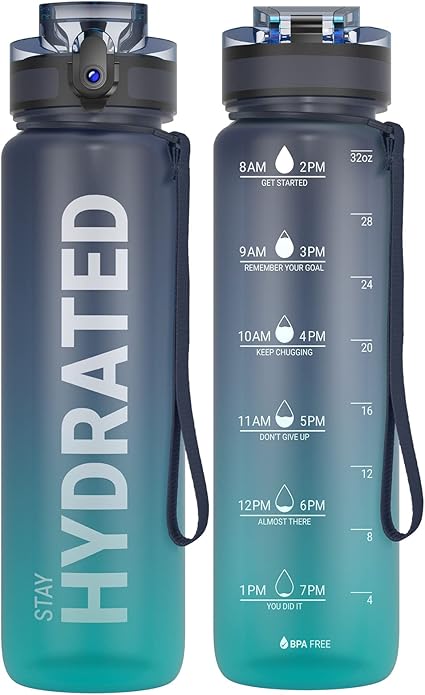 STAY
HYDRATED
8AM 2PM
GET STARTED
9AM 3PM
REMEMBER YOUR GOAL
10AM 4PM
KEEP CHUGGING
11AM 5PM
DON'T GIVE UP
12PM 6PM
ALMOST THERE
1PM 7PM
YOU DID IT
32oz
28
24
20
16
12
8
4
BPA FREE